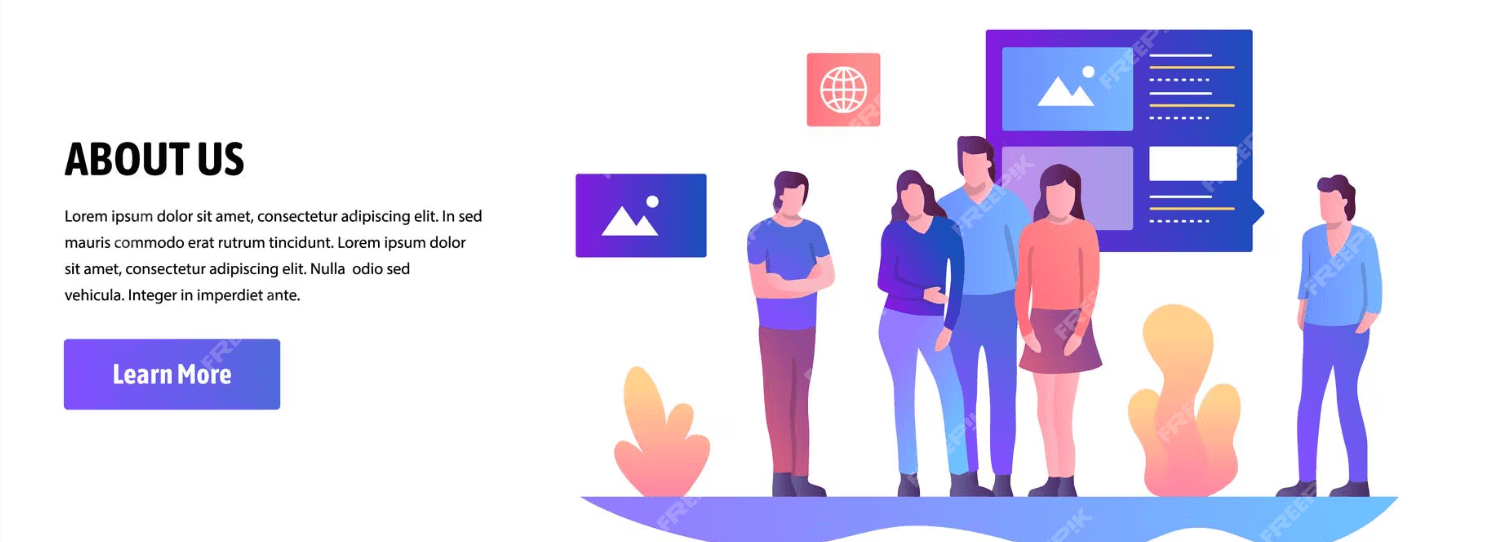 ABOUT US
Lorem ipsum dolor sit amet, consectetur adipiscing elit. In sed
mauris commodo erat rutrum tincidunt. Lorem ipsum dolor
sit amet, consectetur adipiscing elit. Nulla  odio sed
vehicula. Integer in imperdiet ante.
Learn More
FREEPIK